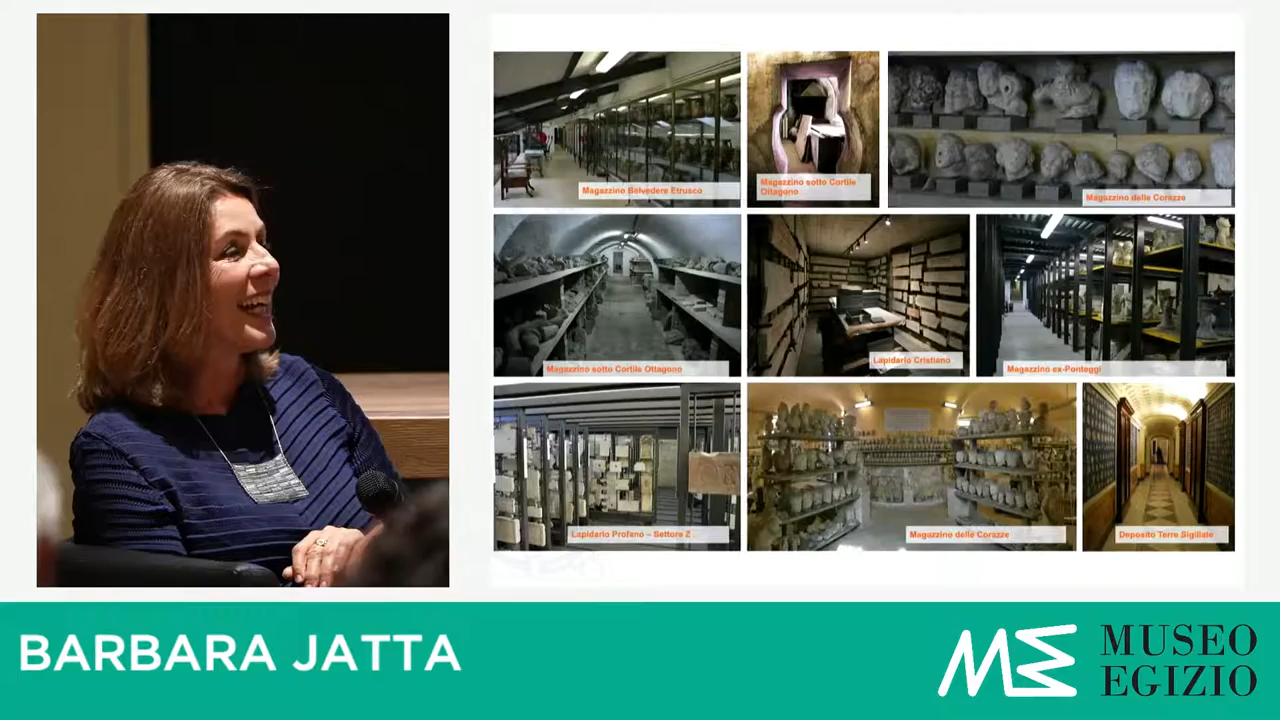 Magazzino Belvedere Etrusco
Magazzino sotto Cortile
Ottagono
Magazzino delle Corazze
Magazzino sotto Cortile Ottagono
Lapidario Cristiano
Magazzino ex-Ponteggi
Lapidario Profano – Settore Z
Magazzino delle Corazze
Deposito Terre Sigillate
BARBARA JATTA
ME
MUSEO
EGIZIO